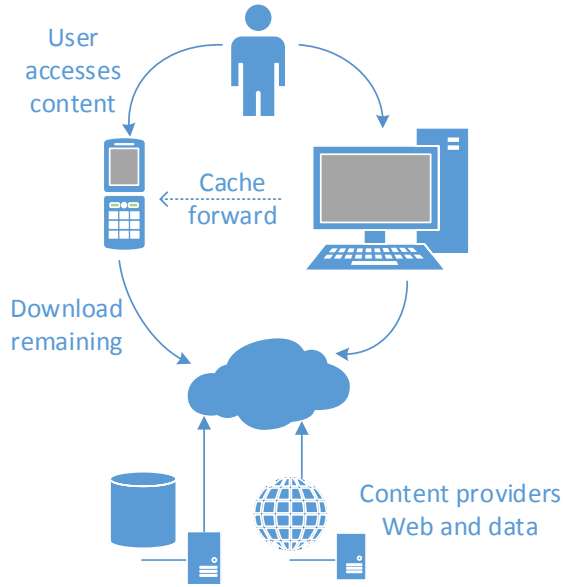 User
accesses
content
Cache
forward
Download
remaining
Content providers
Web and data